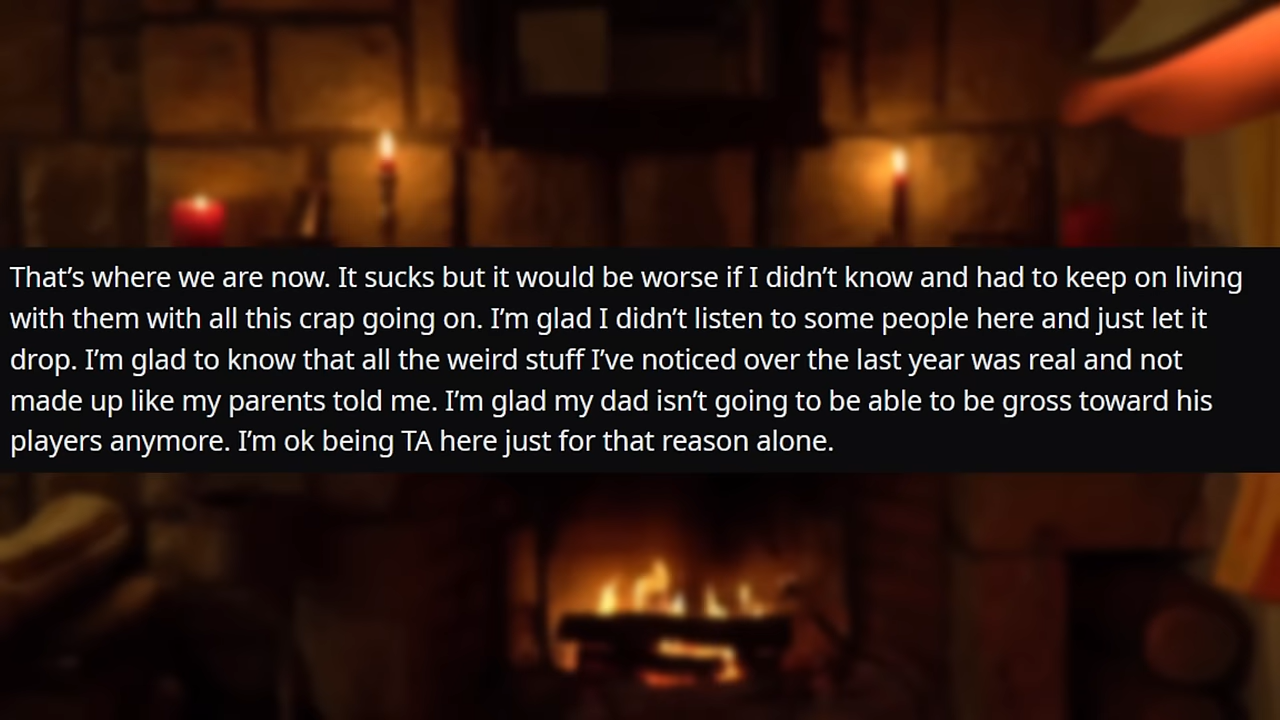 That’s where we are now. It sucks but it would be worse if I didn’t know and had to keep on living
with them with all this crap going on. I’m glad I didn’t listen to some people here and just let it
drop. I’m glad to know that all the weird stuff I’ve noticed over the last year was real and not
made up like my parents told me. I’m glad my dad isn’t going to be able to be gross toward his
players anymore. I’m ok being TA here just for that reason alone.